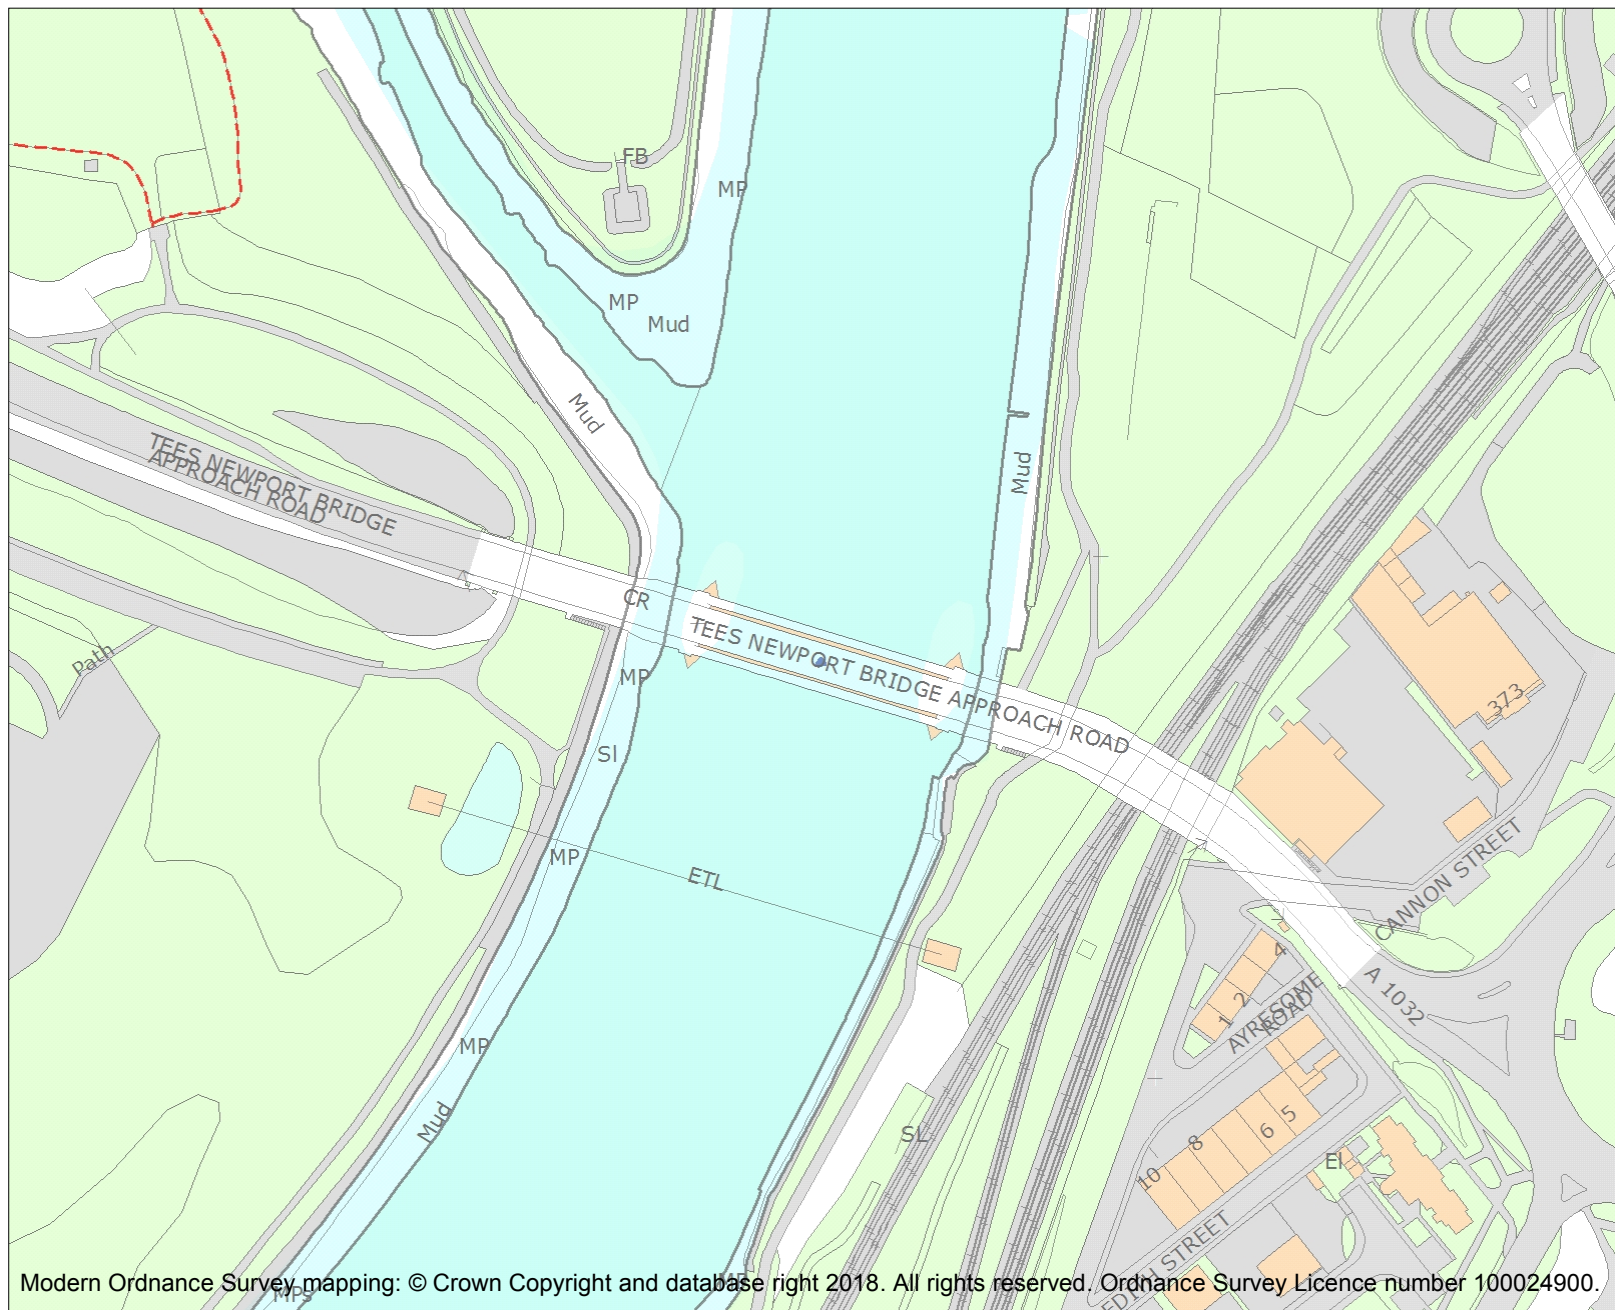 FB
MP
MP
Mud
Mud
TEES NEWPORT BRIDGE
APPROACH ROAD
Mud
CR
TEES NEWPORT BRIDGE APPROACH ROAD
Path
MP
373
Sl
CANNON STREET
MP
ETL
4
A 1032
2
1
AYRESOME
ROAD
MP
Mud
SL
5
6
8
El
10
EDITH STREET
MP
MPs
Modern Ordnance Survey mapping: © Crown Copyright and database right 2018. All rights reserved. Ordnance Survey Licence number 100024900.